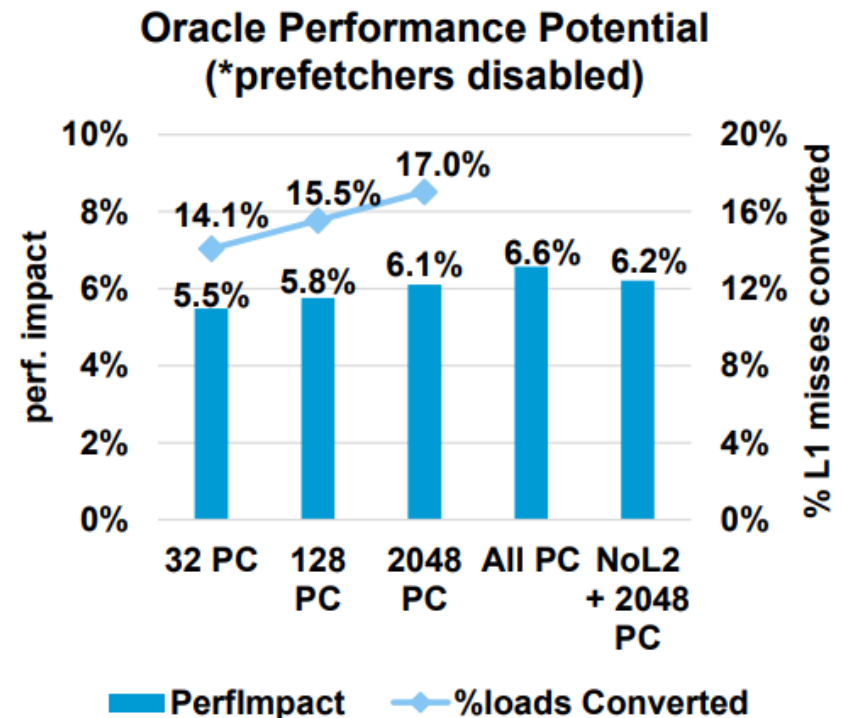 Oracle Performance Potential
(*prefetchers disabled)
10%
8%
6%
4%
2%
0%
perf. impact
20%
16%
12%
8%
4%
0%
% L1 misses converted
14.1%
15.5%
17.0%
5.5%
5.8%
6.1%
6.6%
6.2%
32 PC
128
PC
2048
PC
All PC
NoL2
+ 2048
PC
PerfImpact
%loads Converted